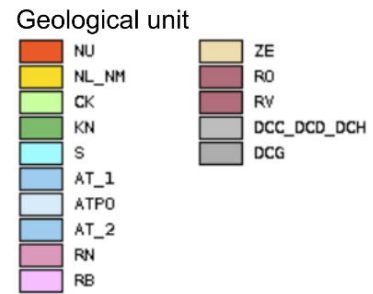 Geological unit
NU
NL_NM
CK
KN
S
AT_1
ATPO
AT_2
RN
RB
ZE
RO
RV
DCC_DCD_DCH
DCG